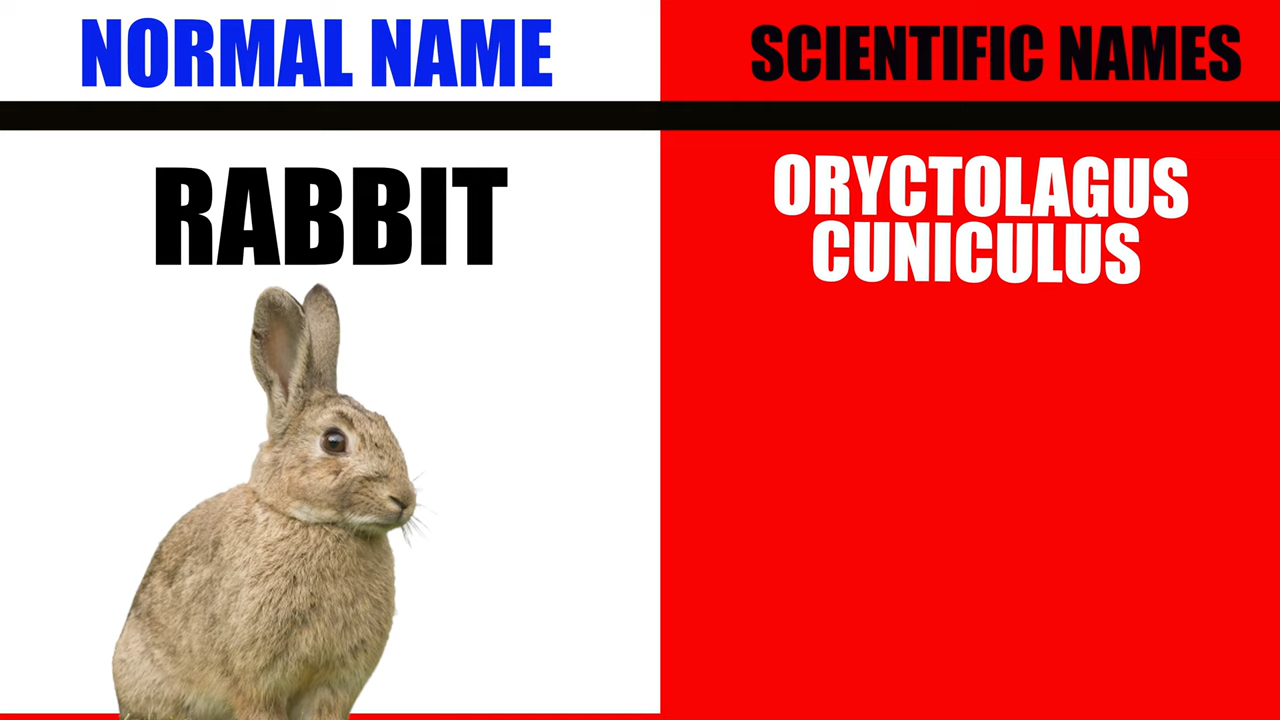 NORMAL NAME
SCIENTIFIC NAMES
RABBIT
ORYCTOLAGUS
CUNICULUS